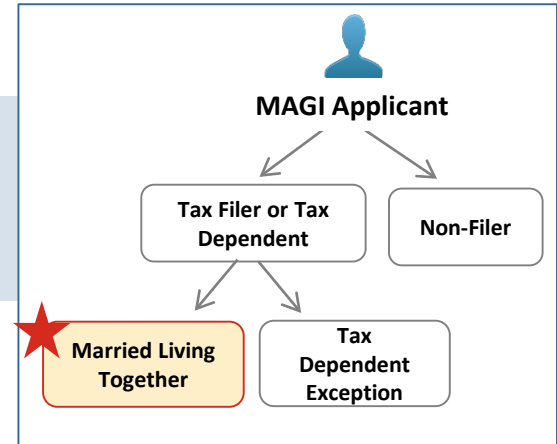 MAGI Applicant
Tax Filer or Tax
Dependent
Non-Filer
Married Living
Together
Tax
Dependent
Exception